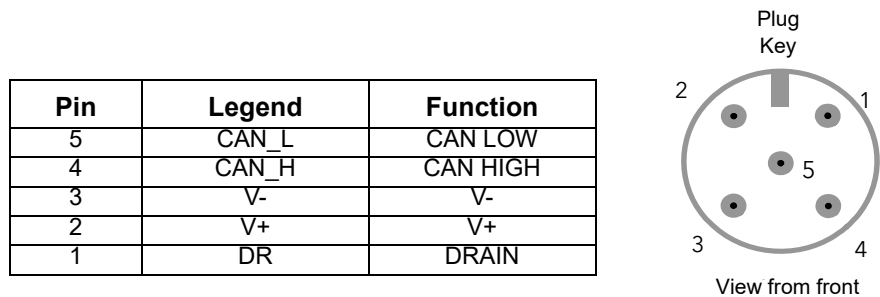 Pin Legend Function
5 CAN_L CAN LOW
4 CAN_H CAN HIGH
3 V- V-
2 V+ V+
1 DR DRAIN
Plug
Key
2
1
5
3
4
View from front